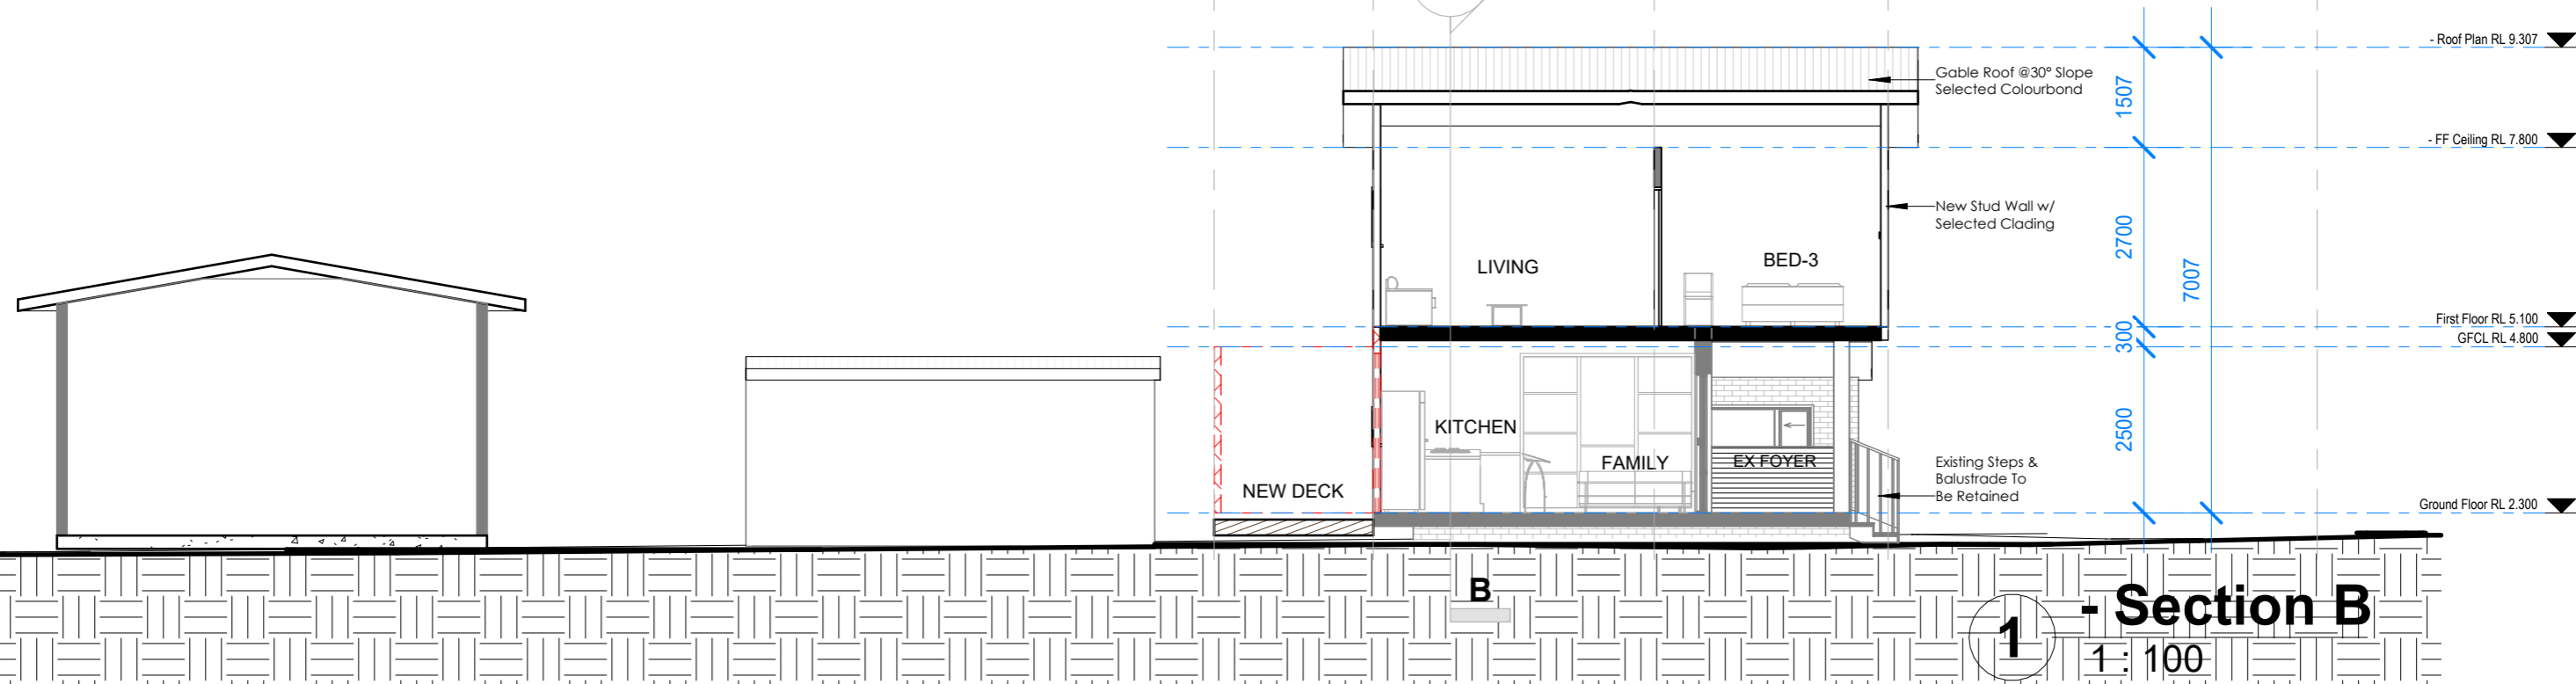 - Roof Plan RL 9.307
Gable Roof @30° Slope
Selected Colourbond
1507
- FF Ceiling RL 7.800
New Stud Wall w/
Selected Clading
2700
7007
LIVING
BED-3
First Floor RL 5.100
300
GFCL RL 4.800
KITCHEN
FAMILY
EX FOYER
2500
NEW DECK
Existing Steps &
Balustrade To
Be Retained
Ground Floor RL 2.300
B
1
- Section B
1 : 100